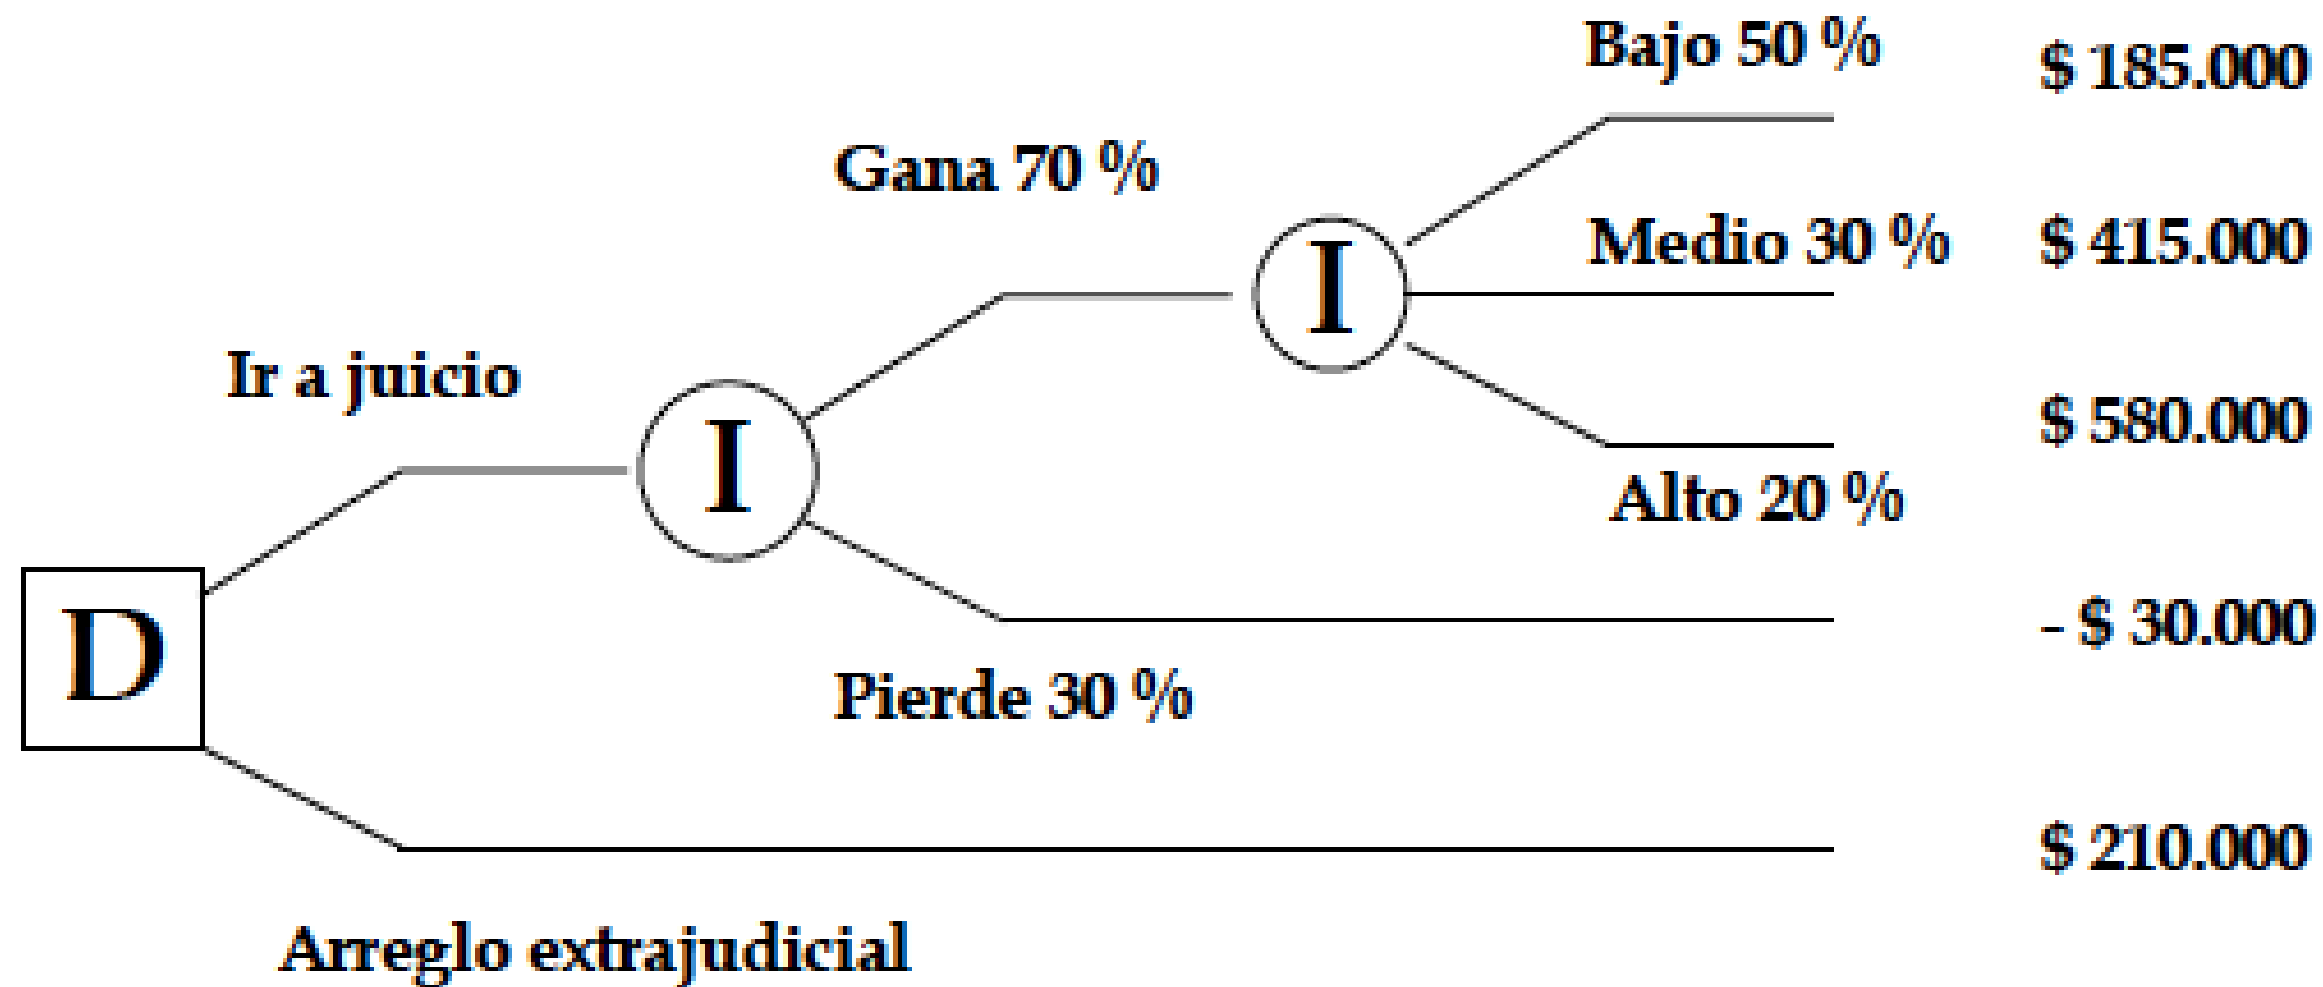 Bajo 50 %
$ 185.000
Gana 70 %
I
Medio 30 %
$ 415.000
Ir a juicio
I
$ 580.000
Alto 20 %
D
- $ 30.000
Pierde 30 %
$ 210.000
Arreglo extrajudicial